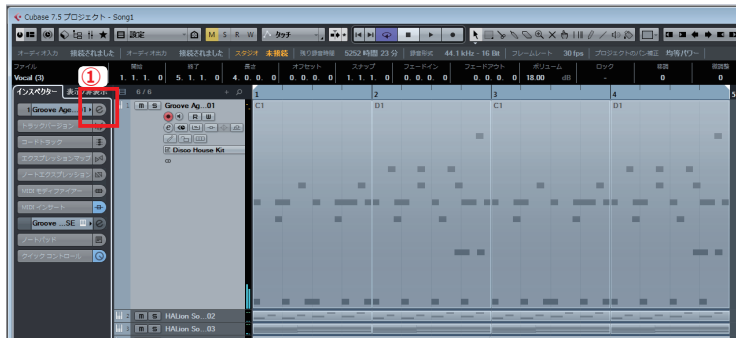 Cubase 7.5 プロジェクト - Song1
設定 M S R W タッチ
オーディオ入力 接続されました オーディオ出力 接続されました スタジオ 未接続 残り録音時間 5252 時間 23 分 録音形式 44.1 kHz - 16 Bit フレームレート 30 fps プロジェクトのパン補正 均等パワー
ファイル 開始 終了 長さ オフセット スナップ フェードイン フェードアウト ボリューム ロック 移調 微調整
Vocal (3) 1. 1. 1. 0 5. 1. 1. 0 4. 0. 0. 0 0. 0. 0. 0 1. 1. 1. 0 0. 0. 0. 0 0. 0. 0. 0 18.00 dB - 0 0
①
インスペクター 表示/非表示 6 / 6 1 2 3 4 5
1 Groove Age...01 1 m S Groove Ag...01 C1 D1 C1 D1
トラックバージョン R W
コードトラック e
エクスプレッションマップ Disco House Kit
ノートエクスプレッション
MIDI モディファイアー
MIDI インサート
Groove ...SE
ノートパッド
クイックコントロール
2 m S HALion So...02
3 m S HALion So...03